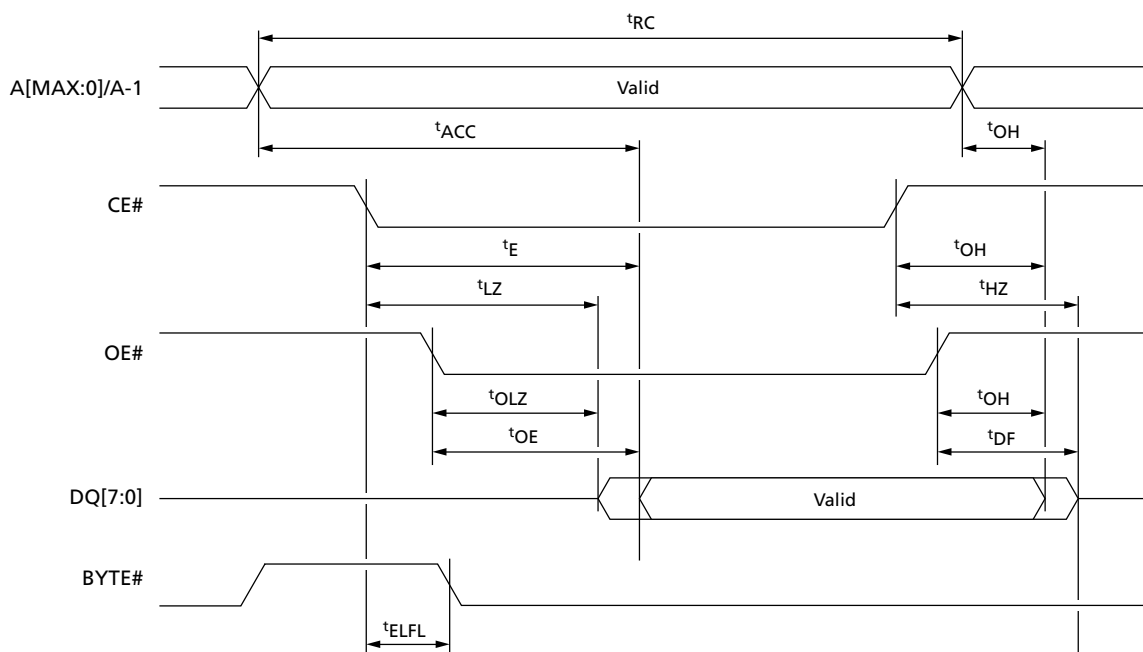 tRC
A[MAX:0]/A-1
Valid
tACC
tOH
CE#
tE
tOH
tLZ
tHZ
OE#
tOLZ
tOH
tOE
tDF
DQ[7:0]
Valid
BYTE#
tELFL